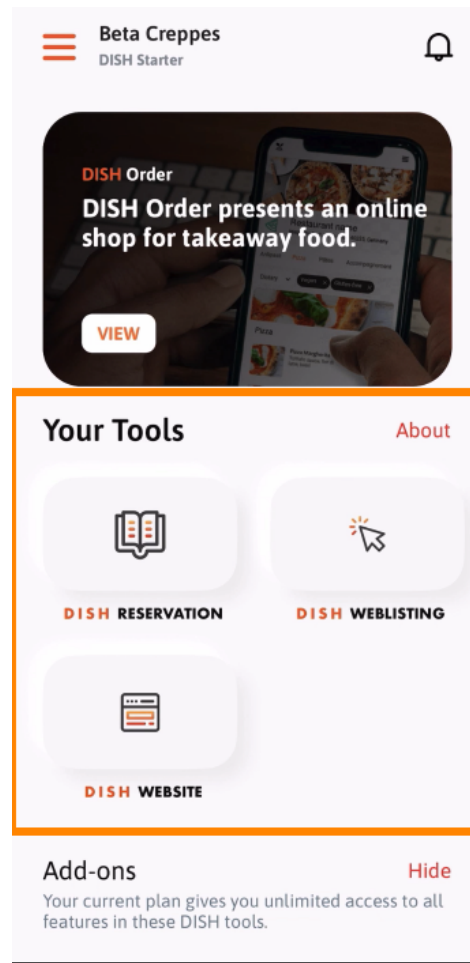 Beta Creppes
DISH Starter
DISH Order
DISH Order presents an online
shop for takeaway food.
VIEW
Your Tools
About
DISH RESERVATION
DISH WEBLISTING
DISH WEBSITE
Add-ons
Hide
Your current plan gives you unlimited access to all
features in these DISH tools.